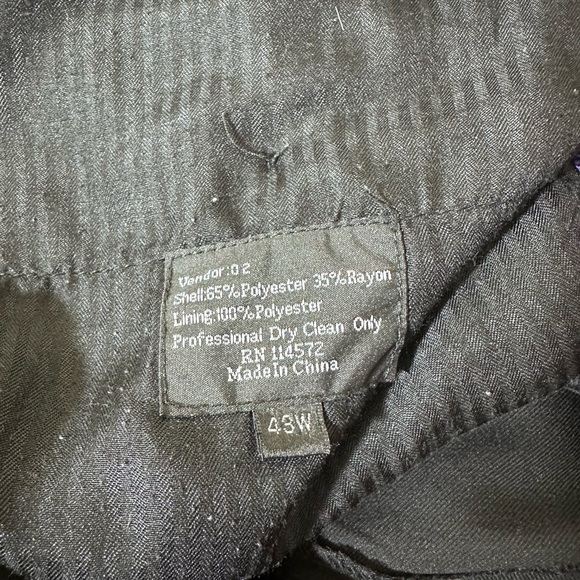 Vendor:02
Shell:65%Polyester 35%Rayon
Lining:100%Polyester
Professional Dry Clean Only
RN 114572
Made In China
43W